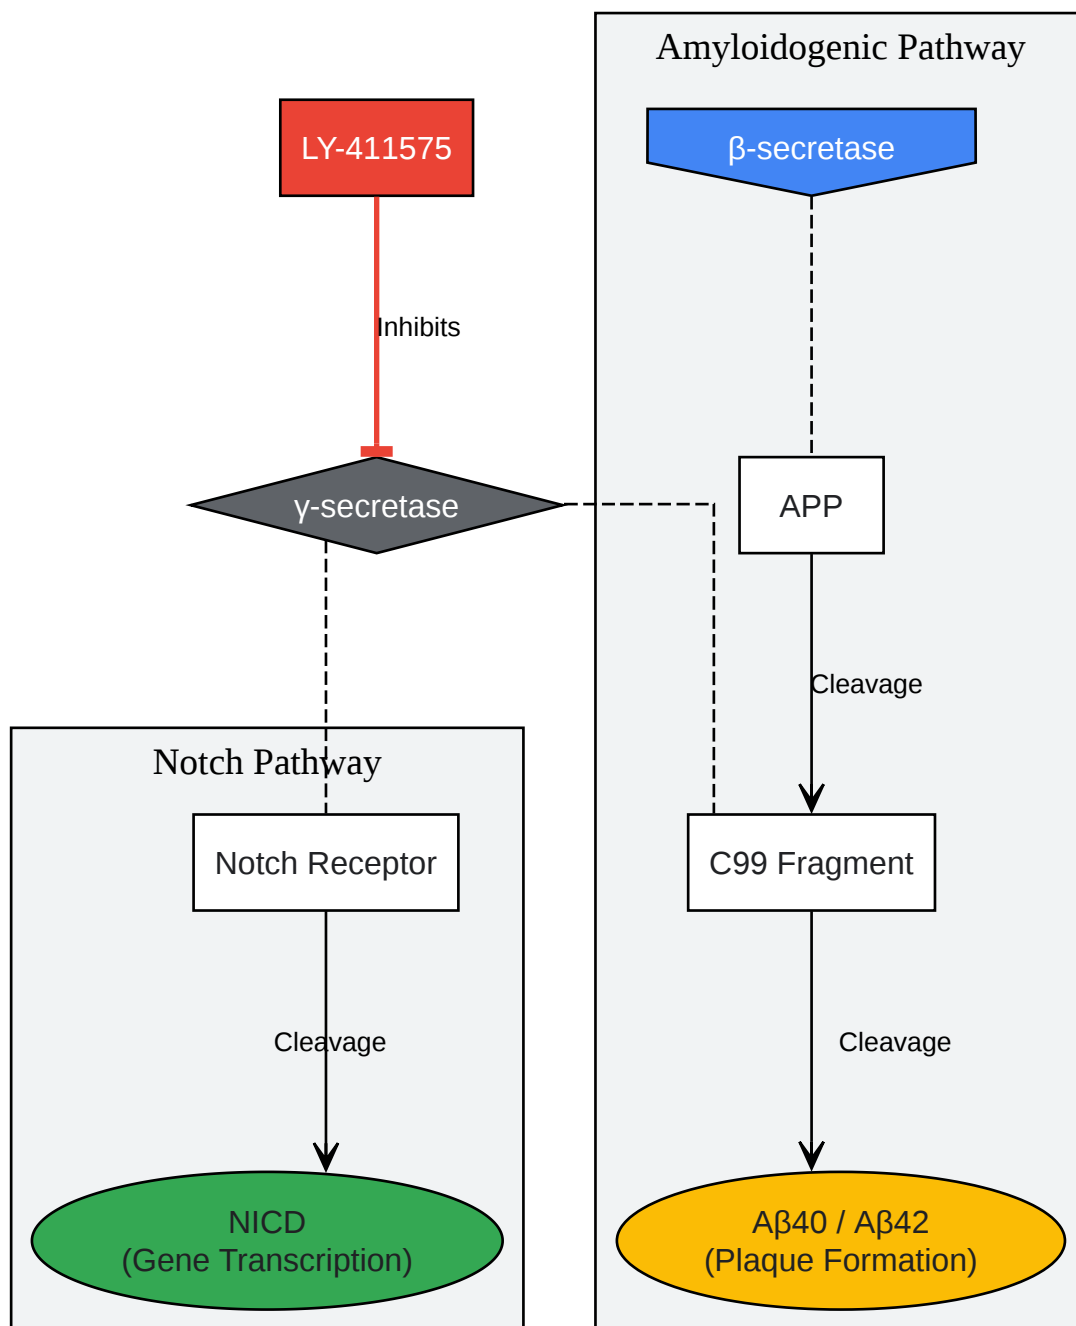 Amyloidogenic Pathway
LY-411575
β-secretase
Inhibits
γ-secretase
APP
Cleavage
Notch Pathway
Notch Receptor
C99 Fragment
Cleavage
Cleavage
NICD
(Gene Transcription)
Aβ40 / Aβ42
(Plaque Formation)